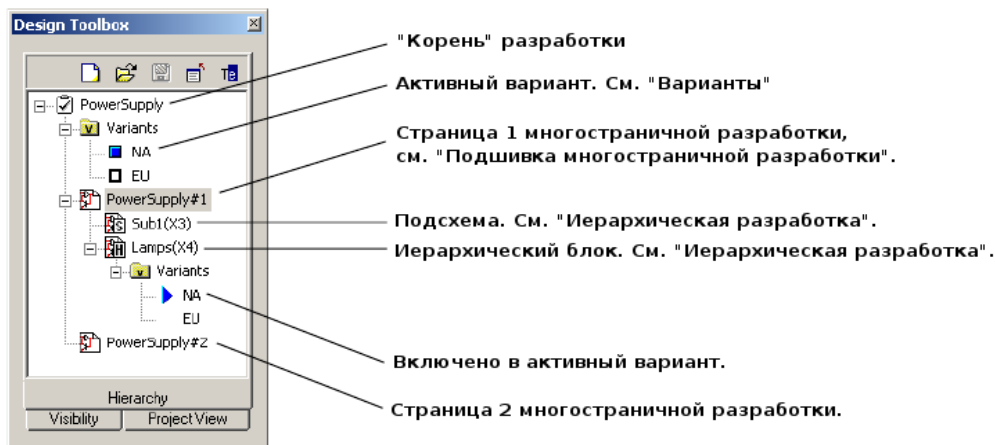 Design Toolbox
"Корень" разработки
PowerSupply
Активный вариант. См. "Варианты"
Variants
NA
EU
Страница 1 многостраничной разработки,
см. "Подшивка многостраничной разработки".
PowerSupply#1
Sub1(X3)
Подсхема. См. "Иерархическая разработка".
Lamps(X4)
Иерархический блок. См. "Иерархическая разработка".
Variants
NA
EU
PowerSupply#2
Включено в активный вариант.
Hierarchy
Visibility
Project View
Страница 2 многостраничной разработки.